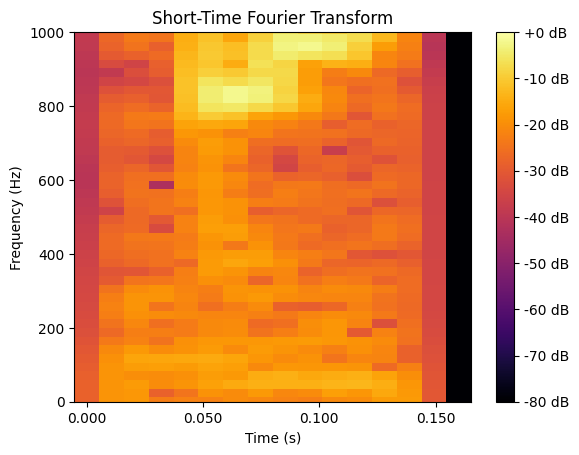 Short-Time Fourier Transform
Frequency (Hz)
1000
800
600
400
200
0
0.000
0.050
0.100
0.150
Time (s)
+0 dB
-10 dB
-20 dB
-30 dB
-40 dB
-50 dB
-60 dB
-70 dB
-80 dB